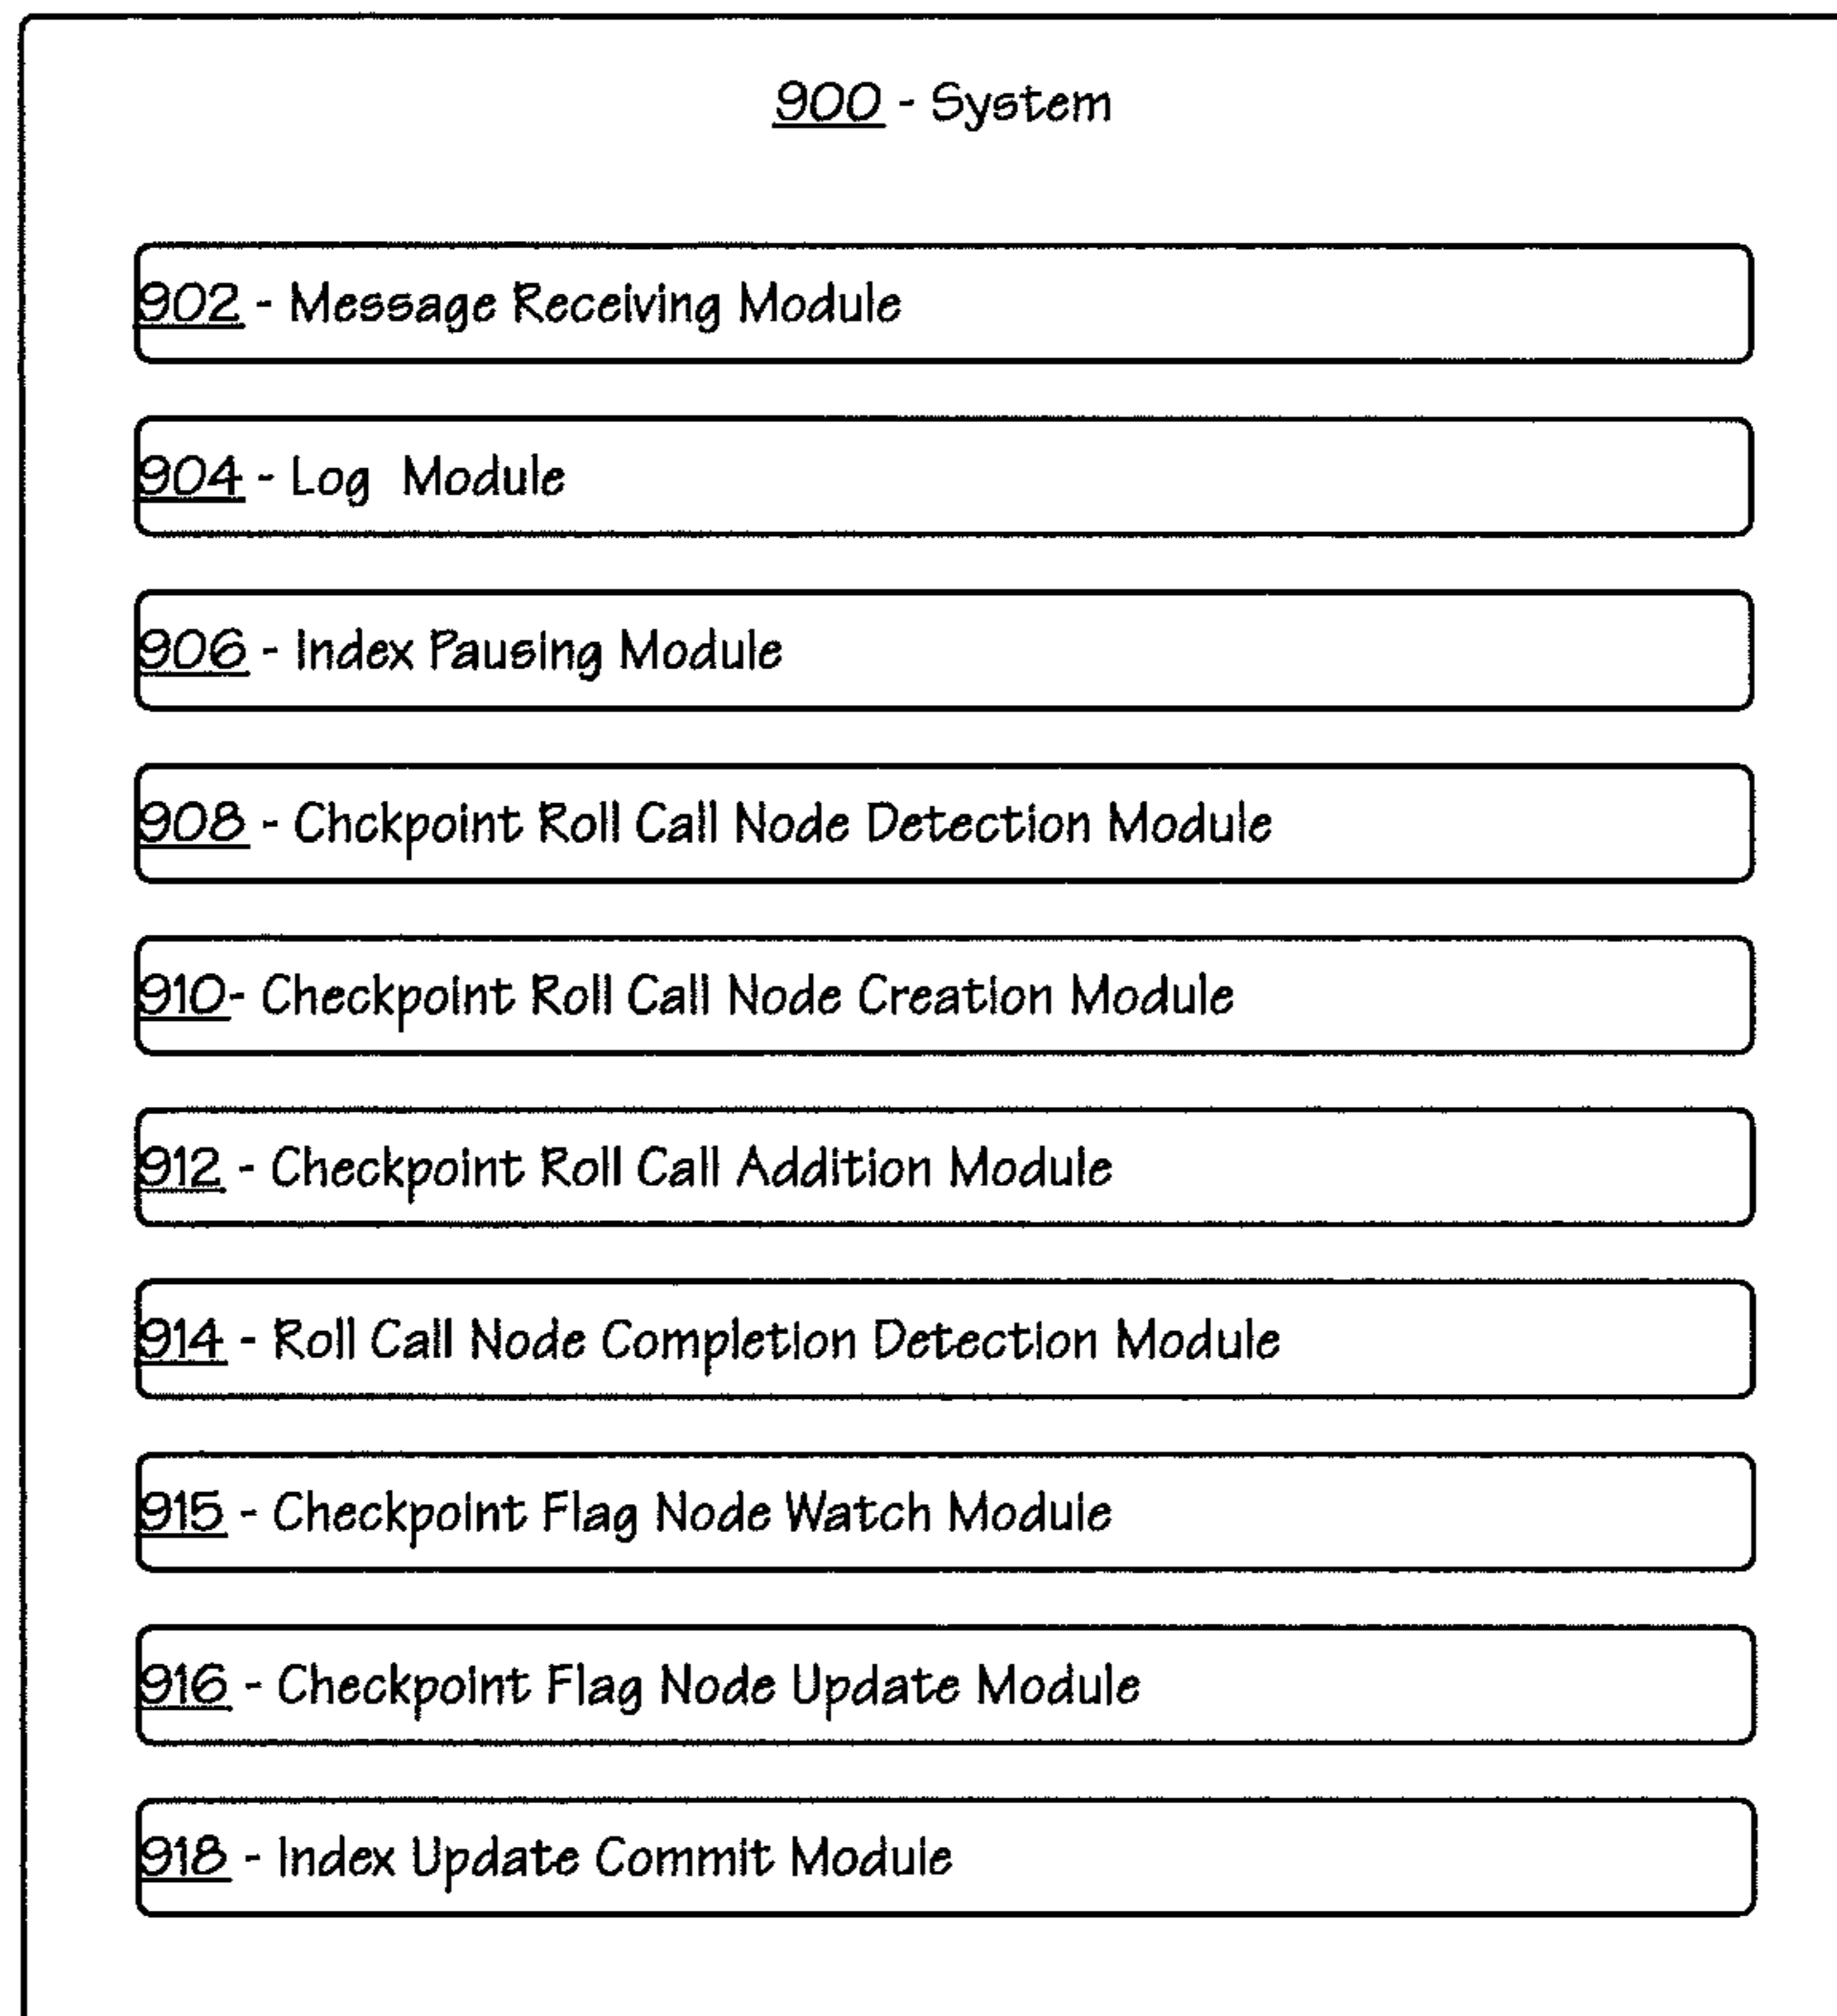 900 - System
902 - Message Receiving Module
904 - Log Module
906 - Index Pausing Module
908 - Chckpoint Roll Call Node Detection Module
910- Checkpoint Roll Call Node Creation Module
912 - Checkpoint Roll Call Addition Module
914 - Roll Call Node Completion Detection Module
915 - Checkpoint Flag Node Watch Module
916 - Checkpoint Flag Node Update Module
918 - Index Update Commit Module